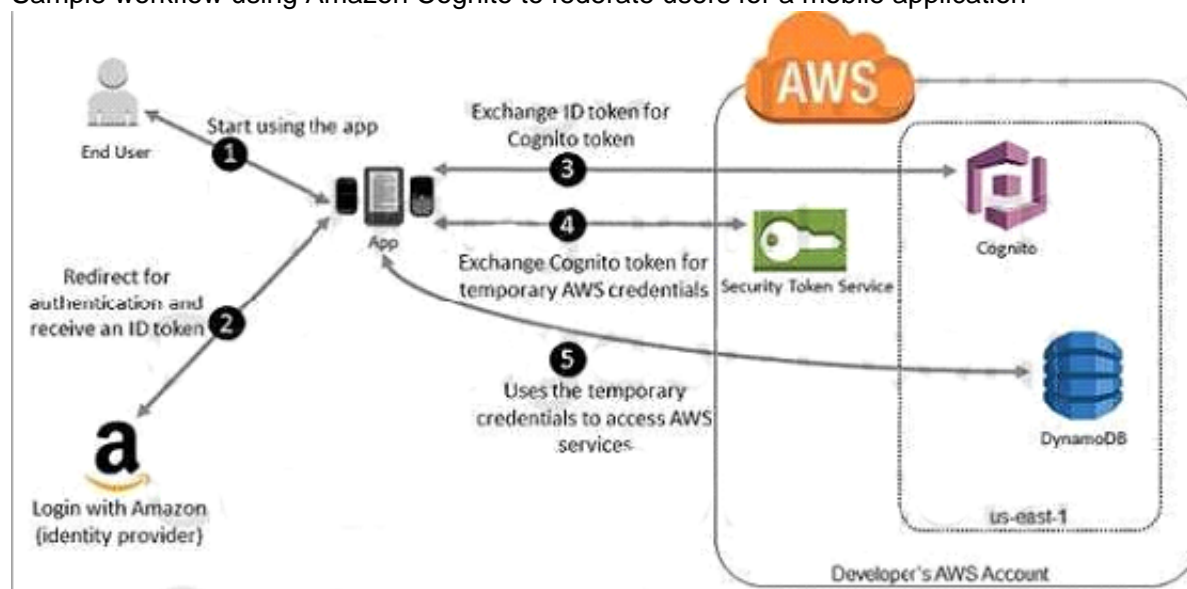 Sample workflow using Amazon Cognito to federate users for a mobile application
AWS
End User
Start using the app
1
Exchange ID token for
Cognito token
3
App
4
Exchange Cognito token for
temporary AWS credentials
Security Token Service
Cognito
Redirect for
authentication and
receive an ID token
2
5
Uses the temporary
credentials to access AWS
services
DynamoDB
a
Login with Amazon
(identity provider)
us-east-1
Developer's AWS Account